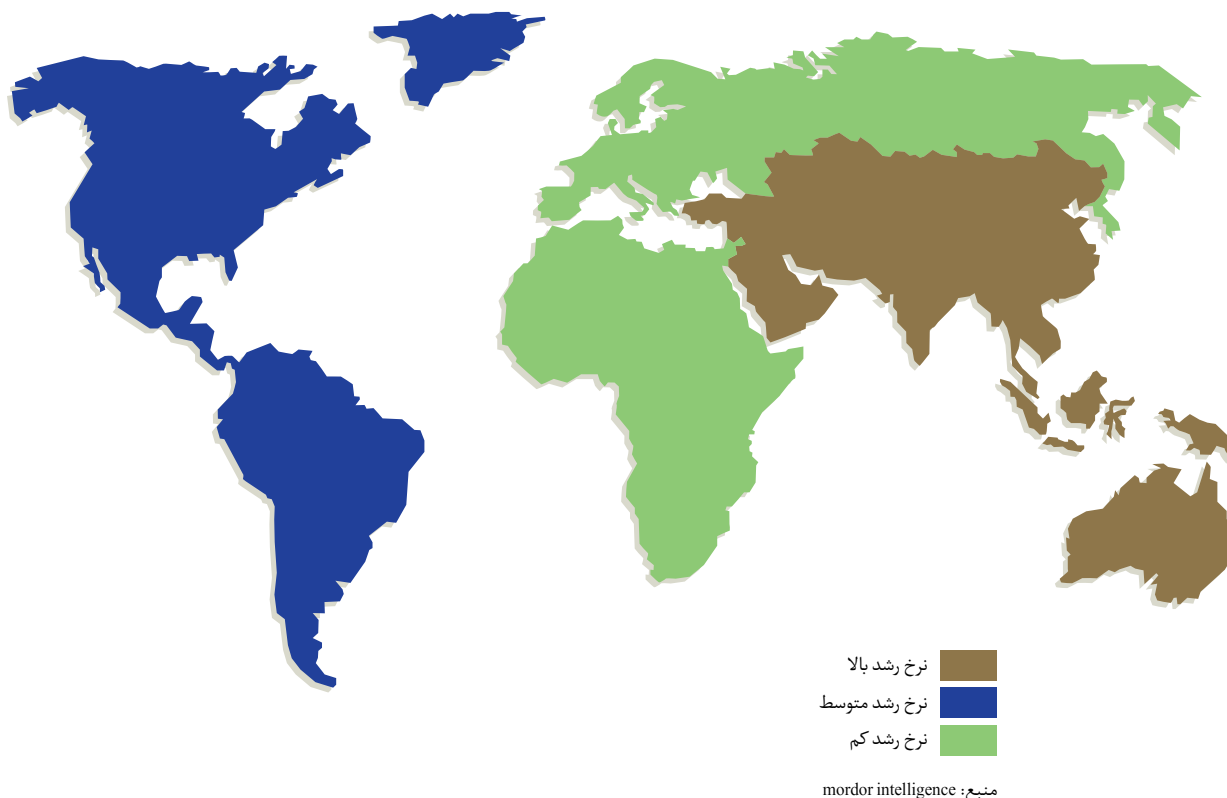 نرخ رشد بالا
نرخ رشد متوسط
نرخ رشد کم
منبع: mordor intelligence